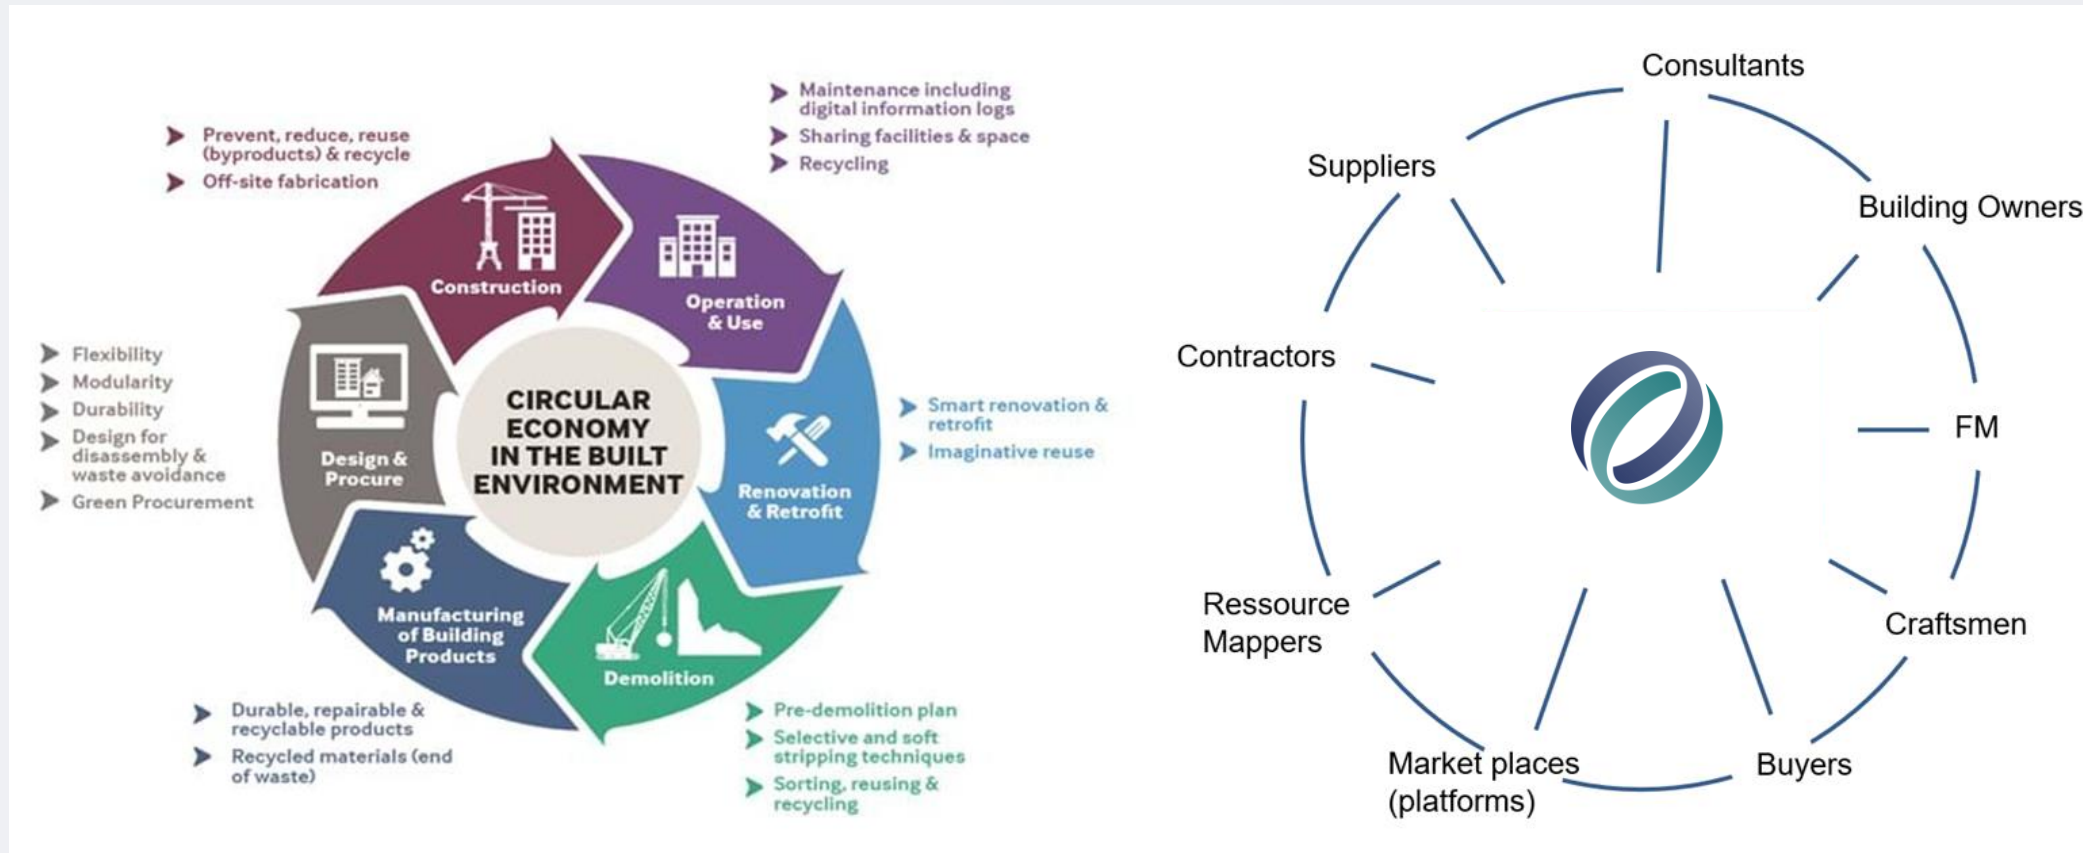 Prevent, reduce, reuse
(byproducts) & recycle
Off-site fabrication
Maintenance including
digital information logs
Sharing facilities & space
Recycling
Construction
Operation
& Use
Flexibility
Modularity
Durability
Design for
disassembly &
waste avoidance
Green Procurement
Design &
Procure
CIRCULAR
ECONOMY
IN THE BUILT
ENVIRONMENT
Smart renovation &
retrofit
Imaginative reuse
Renovation
& Retrofit
Manufacturing
of Building
Products
Demolition
Durable, repairable &
recyclable products
Recycled materials (end
of waste)
Pre-demolition plan
Selective and soft
stripping techniques
Sorting, reusing &
recycling
Consultants
Suppliers
Building Owners
Contractors
FM
Ressource
Mappers
Craftsmen
Market places
(platforms)
Buyers